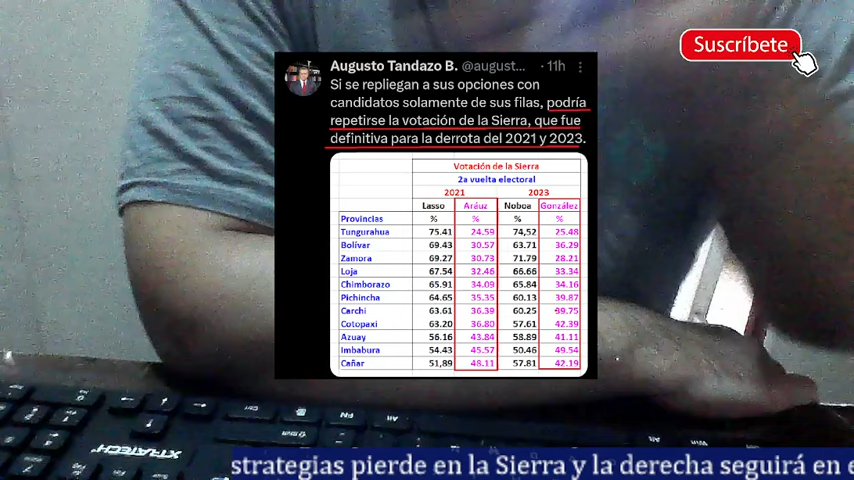 Suscríbete
Augusto Tandazo B. @august... · 11h
Si se repliegan a sus opciones con
candidatos solamente de sus filas, podría
repetirse la votación de la Sierra, que fue
definitiva para la derrota del 2021 y 2023.
Votación de la Sierra
2a vuelta electoral
2021 2023
Lasso Aráuz Noboa González
Provincias % % % %
Tungurahua 75.41 24.59 74,52 25.48
Bolívar 69.43 30.57 63.71 36.29
Zamora 69.27 30.73 71.79 28.21
Loja 67.54 32.46 66.66 33.34
Chimborazo 65.91 34.09 65.84 34.16
Pichincha 64.65 35.35 60.13 39.87
Carchi 63.61 36.39 60.25 39.75
Cotopaxi 63.20 36.80 57.61 42.39
Azuay 56.16 43.84 58.89 41.11
Imbabura 54.43 45.57 50.46 49.54
Cañar 51,89 48.11 57.81 42.19
Alt FN Alt
XTRATECH
strategias pierde en la Sierra y la derecha seguirá en e